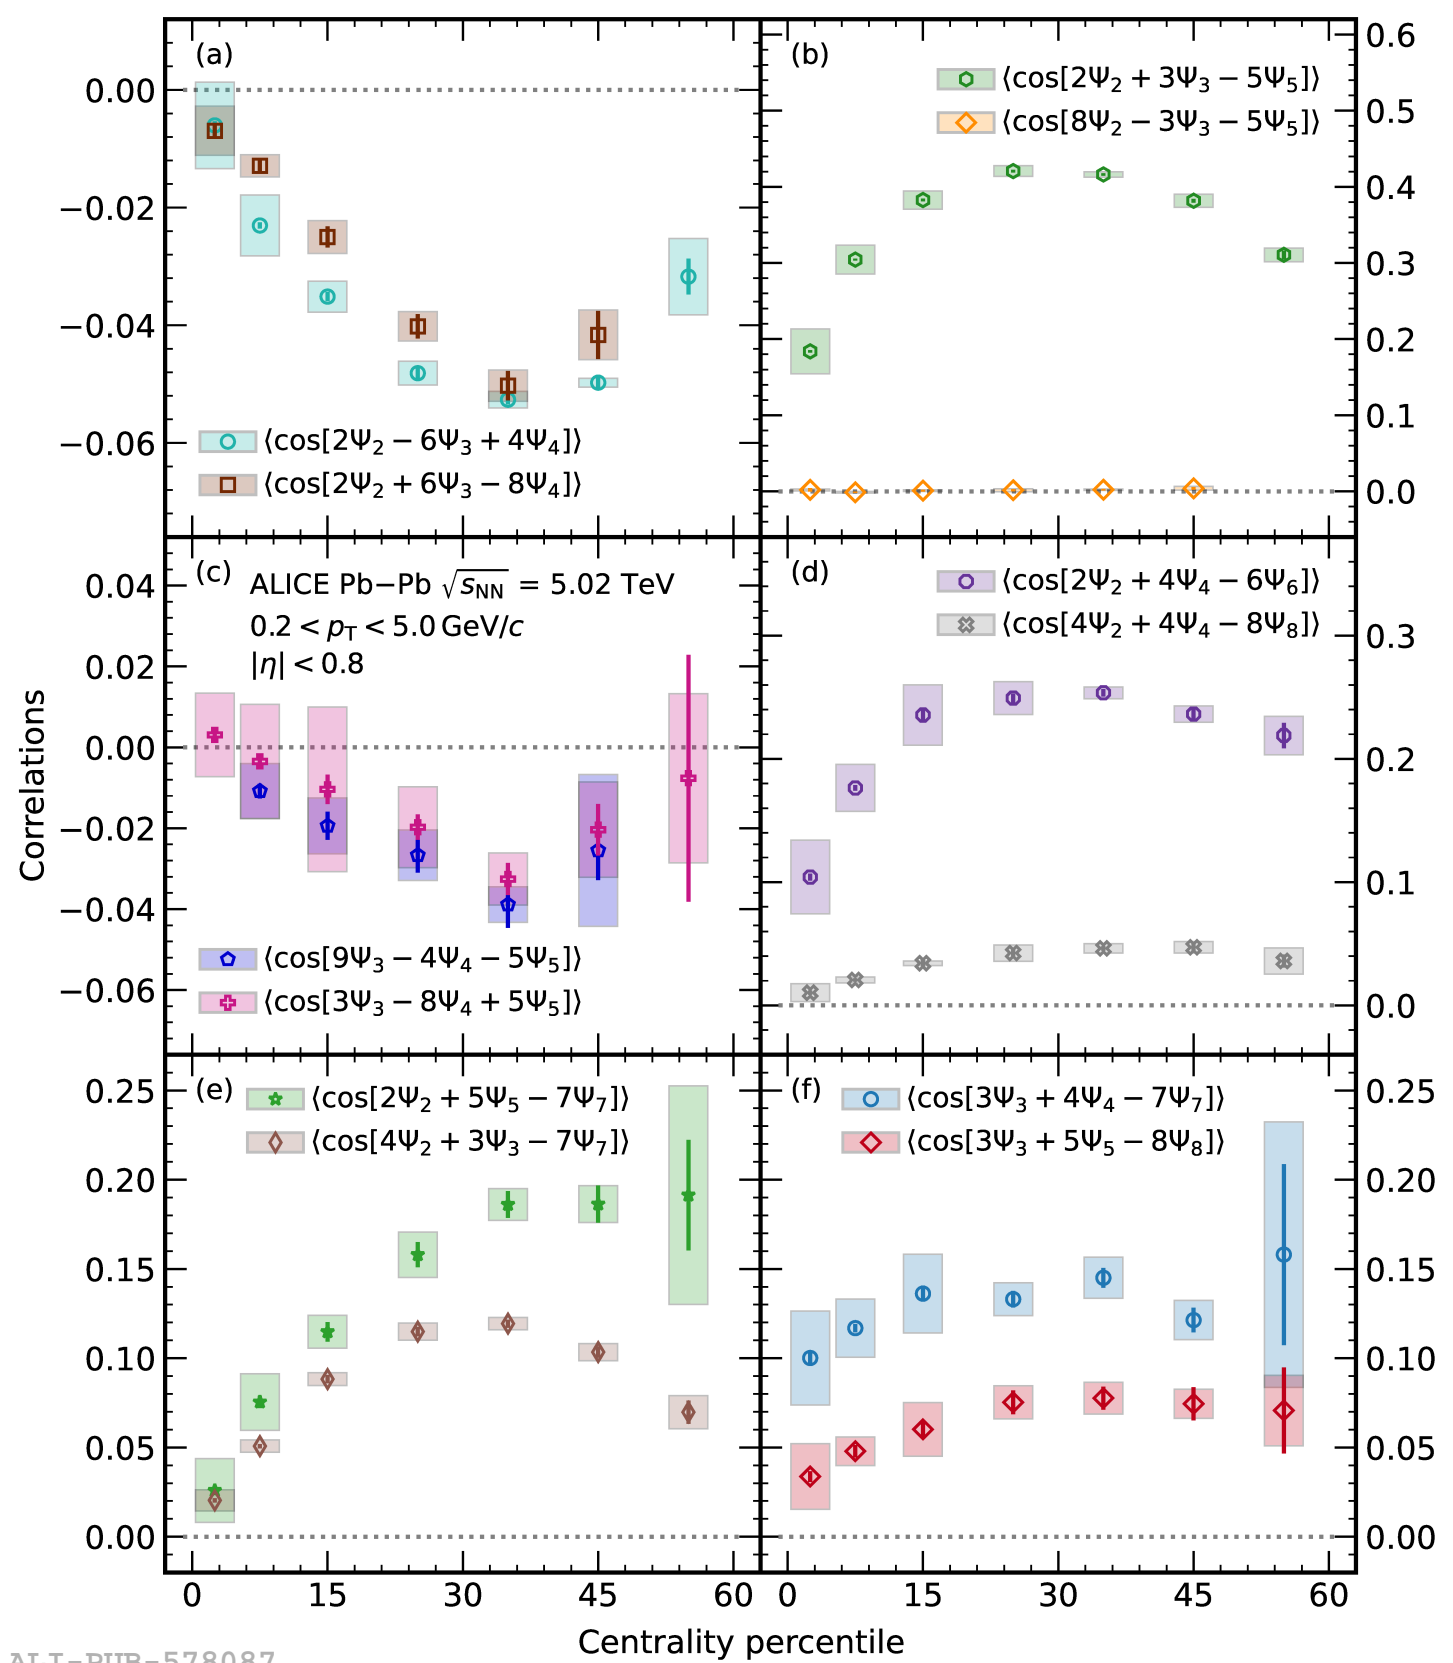 (a)
0.00
−0.02
−0.04
−0.06
⟨cos[2Ψ₂ − 6Ψ₃ + 4Ψ₄]⟩
⟨cos[2Ψ₂ + 6Ψ₃ − 8Ψ₄]⟩
(b)
⟨cos[2Ψ₂ + 3Ψ₃ − 5Ψ₅]⟩
⟨cos[8Ψ₂ − 3Ψ₃ − 5Ψ₅]⟩
0.6
0.5
0.4
0.3
0.2
0.1
0.0
(c)
ALICE Pb−Pb √sNN = 5.02 TeV
0.2 < pT < 5.0 GeV/c
|η| < 0.8
0.04
0.02
0.00
−0.02
−0.04
−0.06
⟨cos[9Ψ₃ − 4Ψ₄ − 5Ψ₅]⟩
⟨cos[3Ψ₃ − 8Ψ₄ + 5Ψ₅]⟩
(d)
⟨cos[2Ψ₂ + 4Ψ₄ − 6Ψ₆]⟩
⟨cos[4Ψ₂ + 4Ψ₄ − 8Ψ₈]⟩
0.3
0.2
0.1
0.0
Correlations
(e)
⟨cos[2Ψ₂ + 5Ψ₅ − 7Ψ₇]⟩
⟨cos[4Ψ₂ + 3Ψ₃ − 7Ψ₇]⟩
0.25
0.20
0.15
0.10
0.05
0.00
(f)
⟨cos[3Ψ₃ + 4Ψ₄ − 7Ψ₇]⟩
⟨cos[3Ψ₃ + 5Ψ₅ − 8Ψ₈]⟩
0.25
0.20
0.15
0.10
0.05
0.00
0 15 30 45 60
0 15 30 45 60
Centrality percentile
ALI-PUB-578087